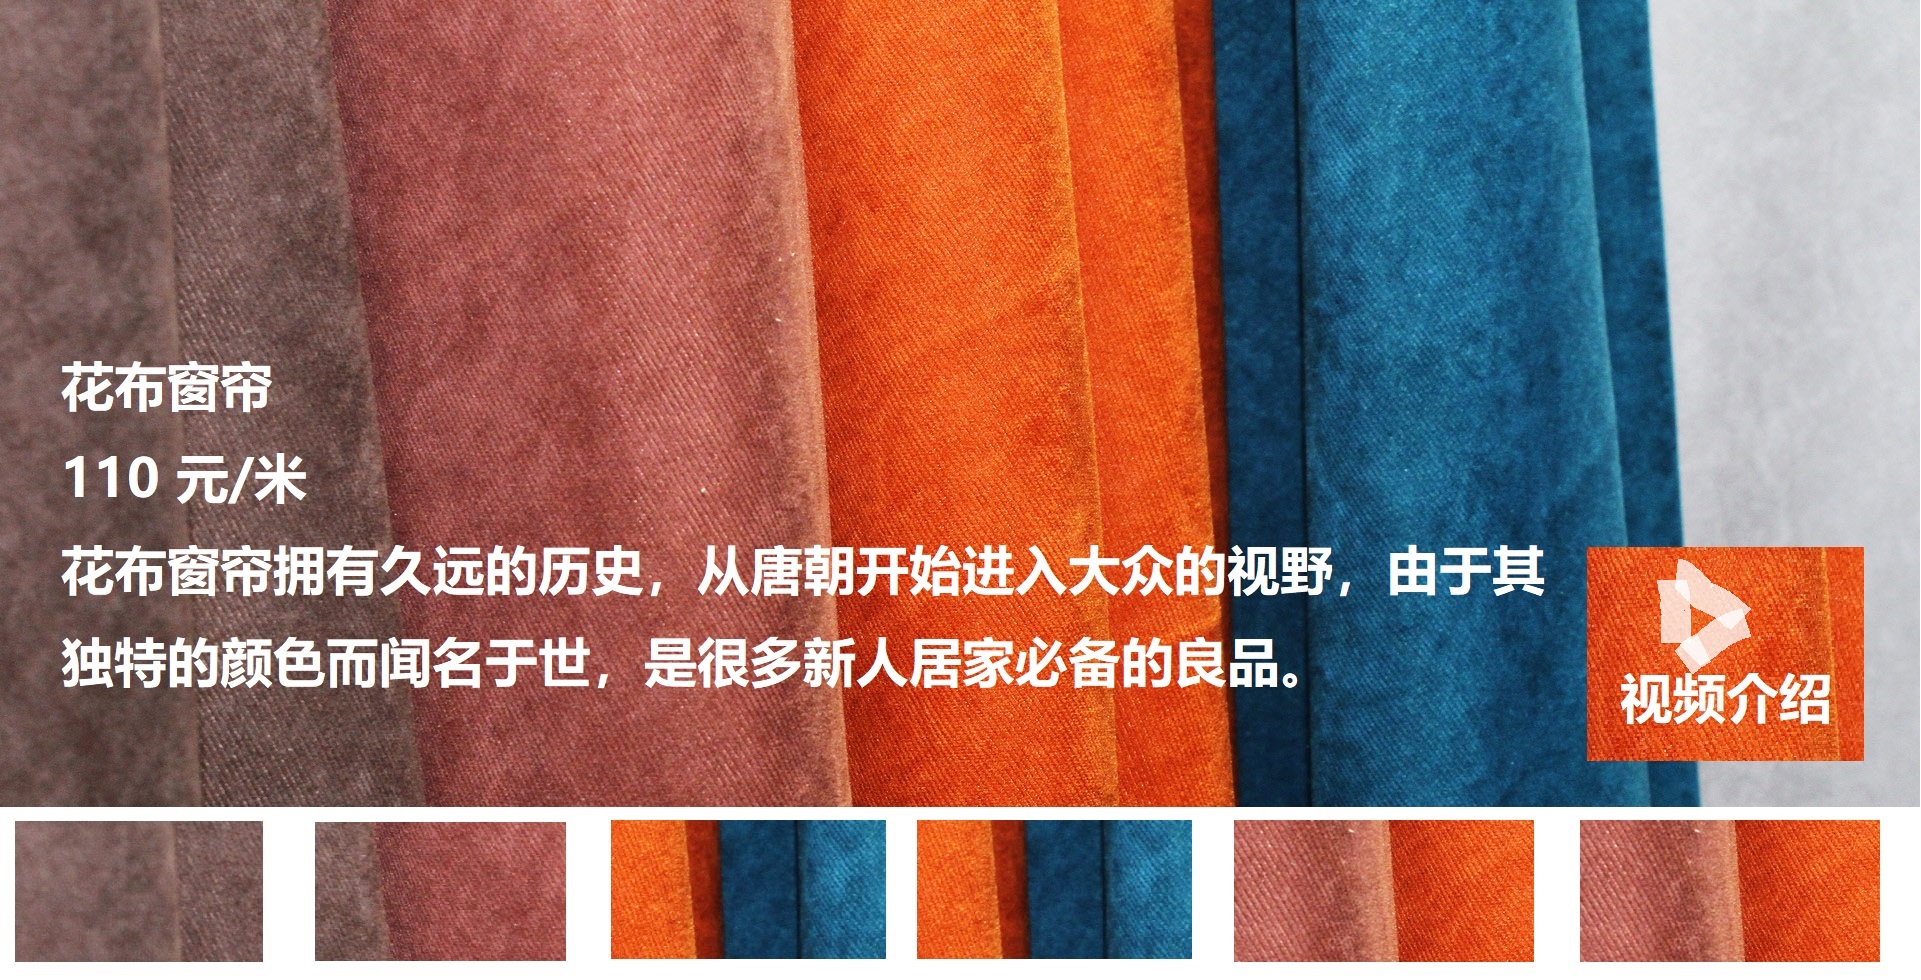 花布窗帘
110 元/米
花布窗帘拥有久远的历史，从唐朝开始进入大众的视野，由于其
独特的颜色而闻名于世，是很多新人居家必备的良品。
视频介绍